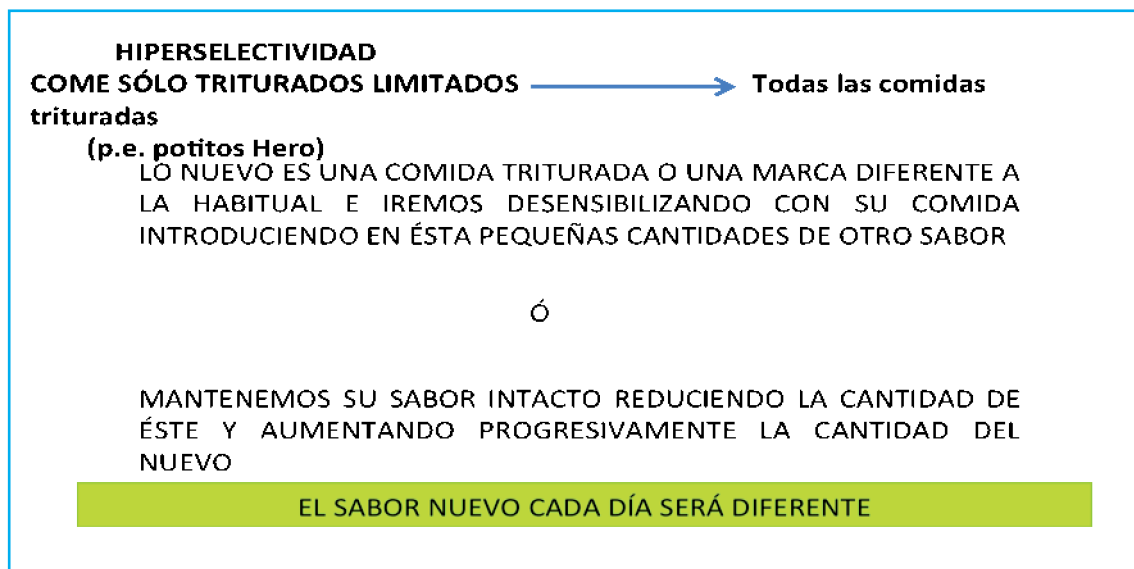 HIPERSELECTIVIDAD
COME SÓLO TRITURADOS LIMITADOS Todas las comidas
trituradas
(p.e. potitos Hero)
LO NUEVO ES UNA COMIDA TRITURADA O UNA MARCA DIFERENTE A
LA HABITUAL E IREMOS DESENSIBILIZANDO CON SU COMIDA
INTRODUCIENDO EN ÉSTA PEQUEÑAS CANTIDADES DE OTRO SABOR
Ó
MANTENEMOS SU SABOR INTACTO REDUCIENDO LA CANTIDAD DE
ÉSTE Y AUMENTANDO PROGRESIVAMENTE LA CANTIDAD DEL
NUEVO
EL SABOR NUEVO CADA DÍA SERÁ DIFERENTE